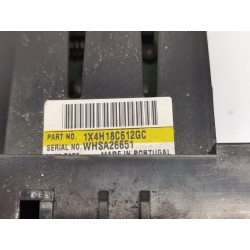 PART NO. 1X4H18C612GC
SERIAL NO. WHSA26651
MADE IN PORTUGAL